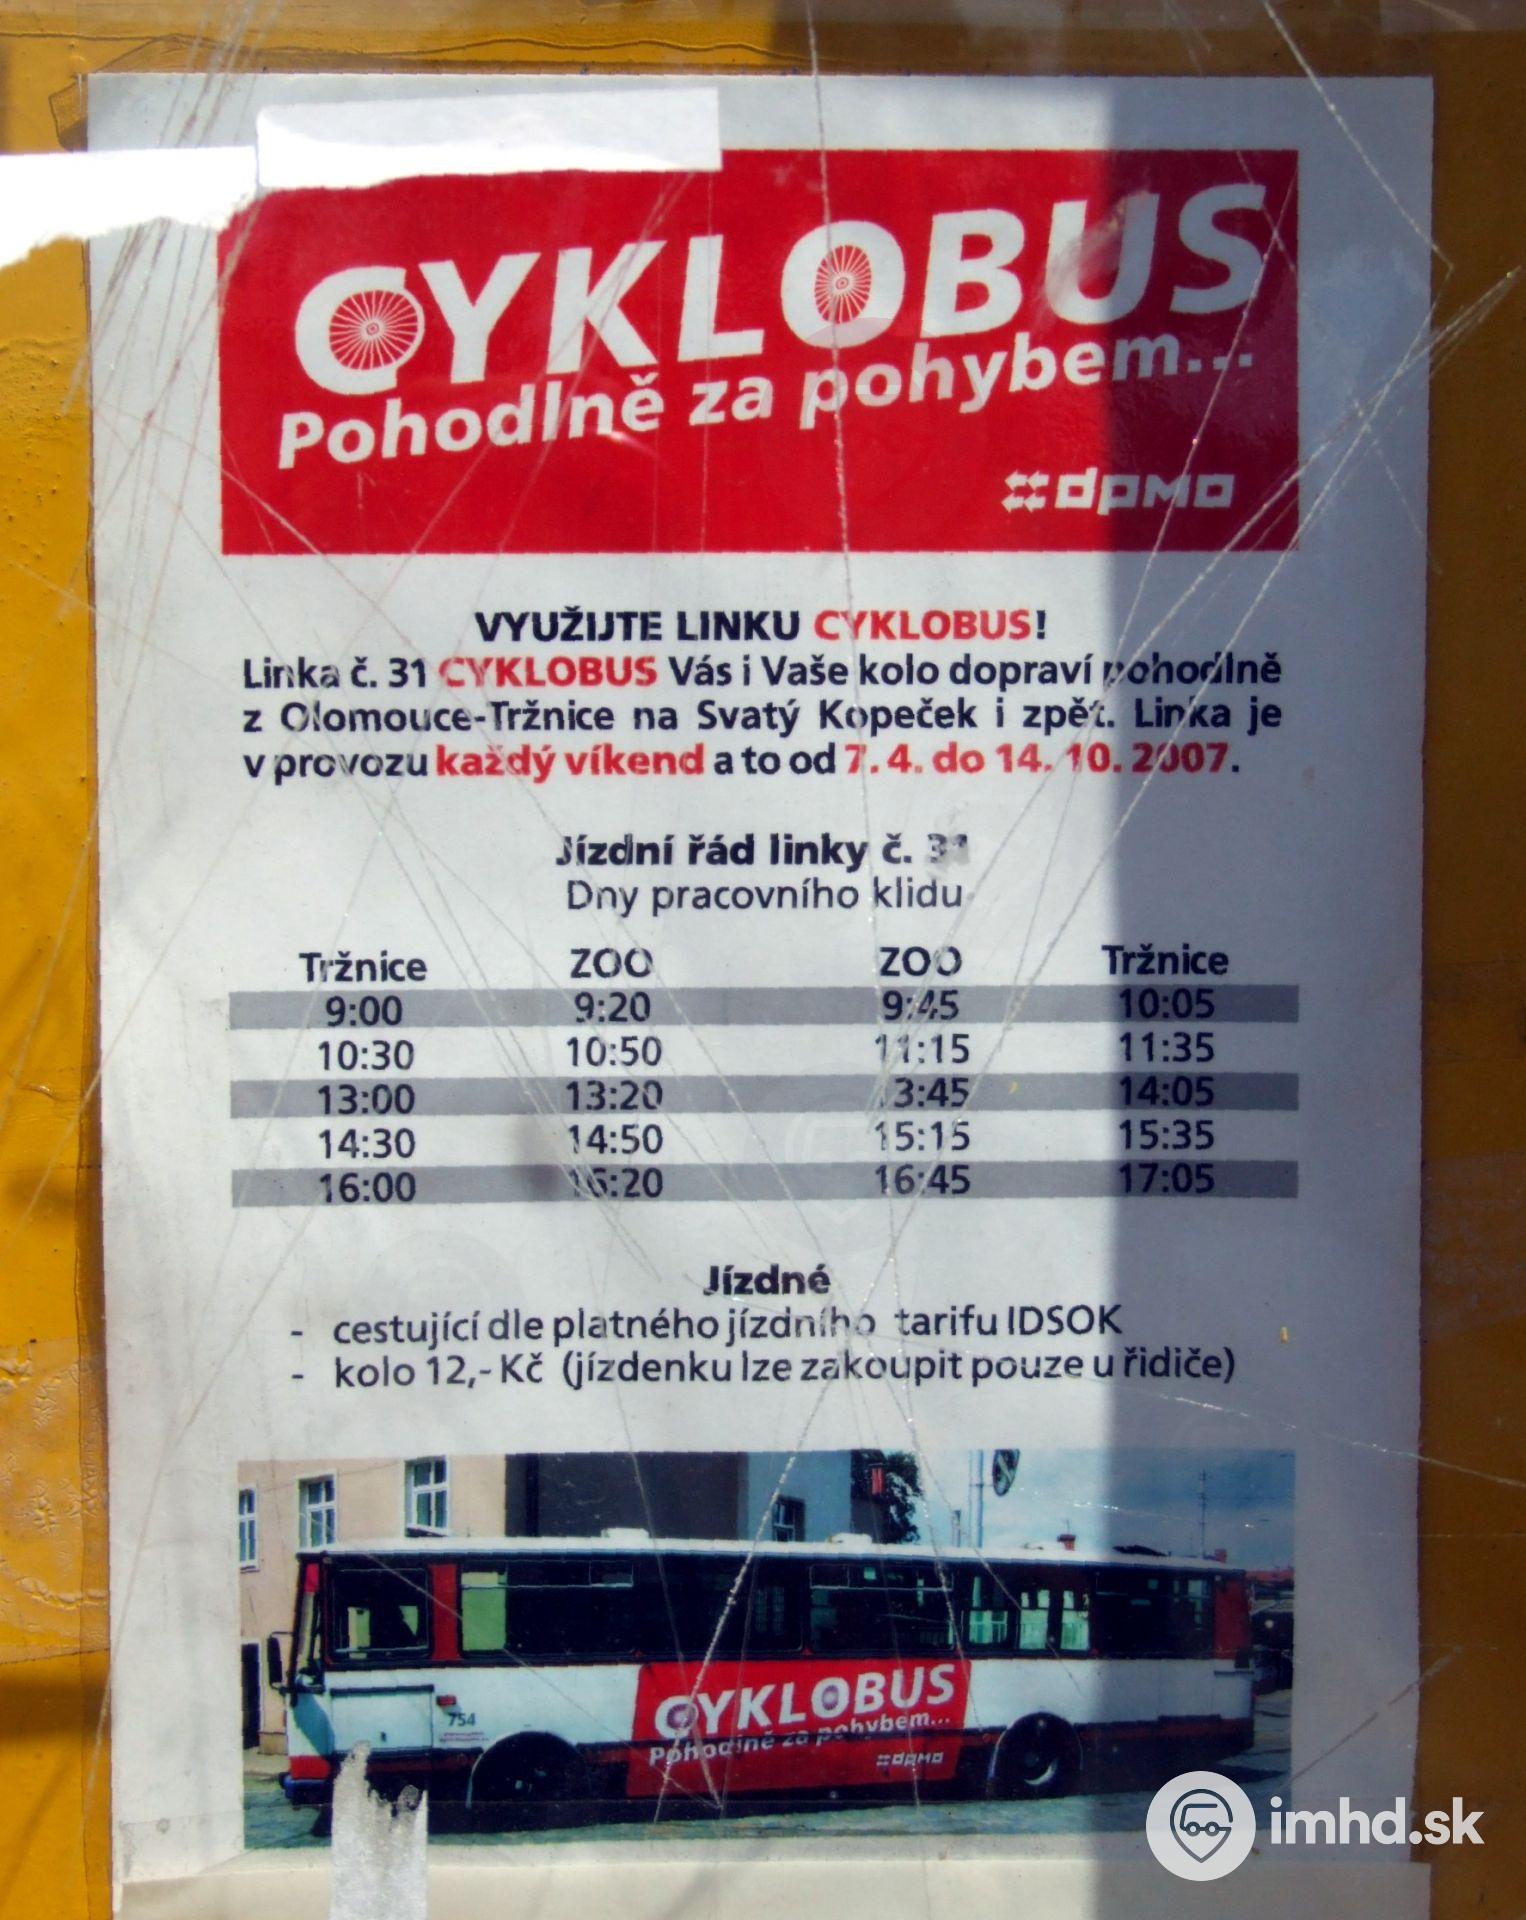 CYKLOBUS
Pohodlně za pohybem...
dpmo
VYUŽIJTE LINKU CYKLOBUS!
Linka č. 31 CYKLOBUS Vás i Vaše kolo dopraví pohodlně
z Olomouce-Tržnice na Svatý Kopeček i zpět. Linka je
v provozu každý víkend a to od 7. 4. do 14. 10. 2007.
Jízdní řád linky č. 31
Dny pracovního klidu
Tržnice ZOO ZOO Tržnice
9:00 9:20 9:45 10:05
10:30 10:50 11:15 11:35
13:00 13:20 13:45 14:05
14:30 14:50 15:15 15:35
16:00 16:20 16:45 17:05
Jízdné
- cestující dle platného jízdního tarifu IDSOK
- kolo 12,- Kč (jízdenku lze zakoupit pouze u řidiče)
754
CYKLOBUS
Pohodlně za pohybem...
dpmo
imhd.sk